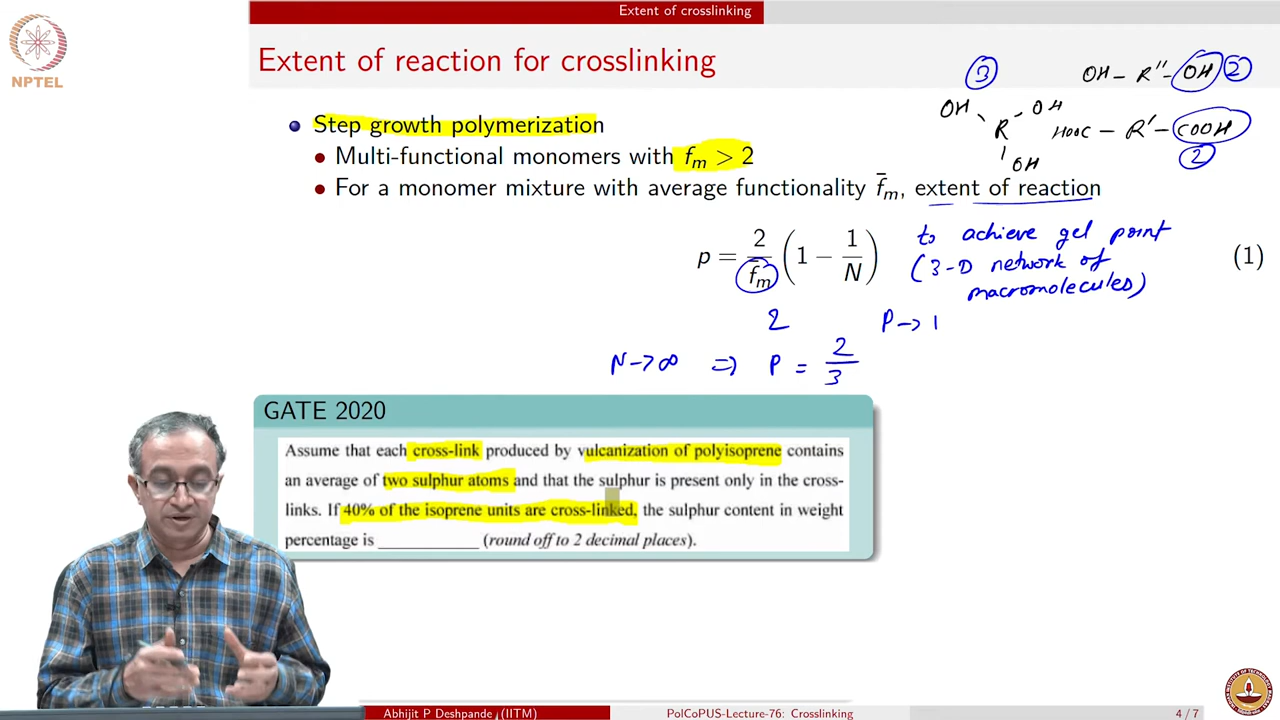 Extent of crosslinking
NPTEL
Extent of reaction for crosslinking
3
OH – R" – OH 2
OH OH
R
OH
HOOC – R' – COOH
2
Step growth polymerization
Multi-functional monomers with fₘ > 2
For a monomer mixture with average functionality f̄ₘ, extent of reaction
p = 2/f̄ₘ (1 − 1/N) (1)
to achieve gel point
(3-D network of
macromolecules)
2 P → 1
N → ∞ ⇒ P = 2/3
GATE 2020
Assume that each cross-link produced by vulcanization of polyisoprene contains
an average of two sulphur atoms and that the sulphur is present only in the cross-
links. If 40% of the isoprene units are cross-linked, the sulphur content in weight
percentage is ____________ (round off to 2 decimal places).
Abhijit P Deshpande (IITM) PolCoPUS-Lecture-76: Crosslinking 4 / 7